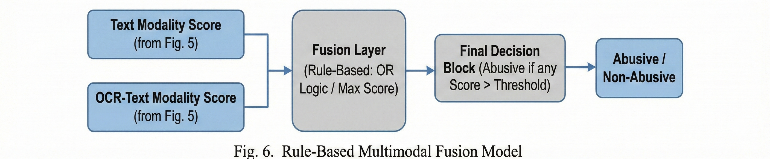 Text Modality Score
(from Fig. 5)
OCR-Text Modality Score
(from Fig. 5)
Fusion Layer
(Rule-Based: OR
Logic / Max Score)
Final Decision
Block (Abusive if any
Score > Threshold)
Abusive /
Non-Abusive
Fig. 6. Rule-Based Multimodal Fusion Model